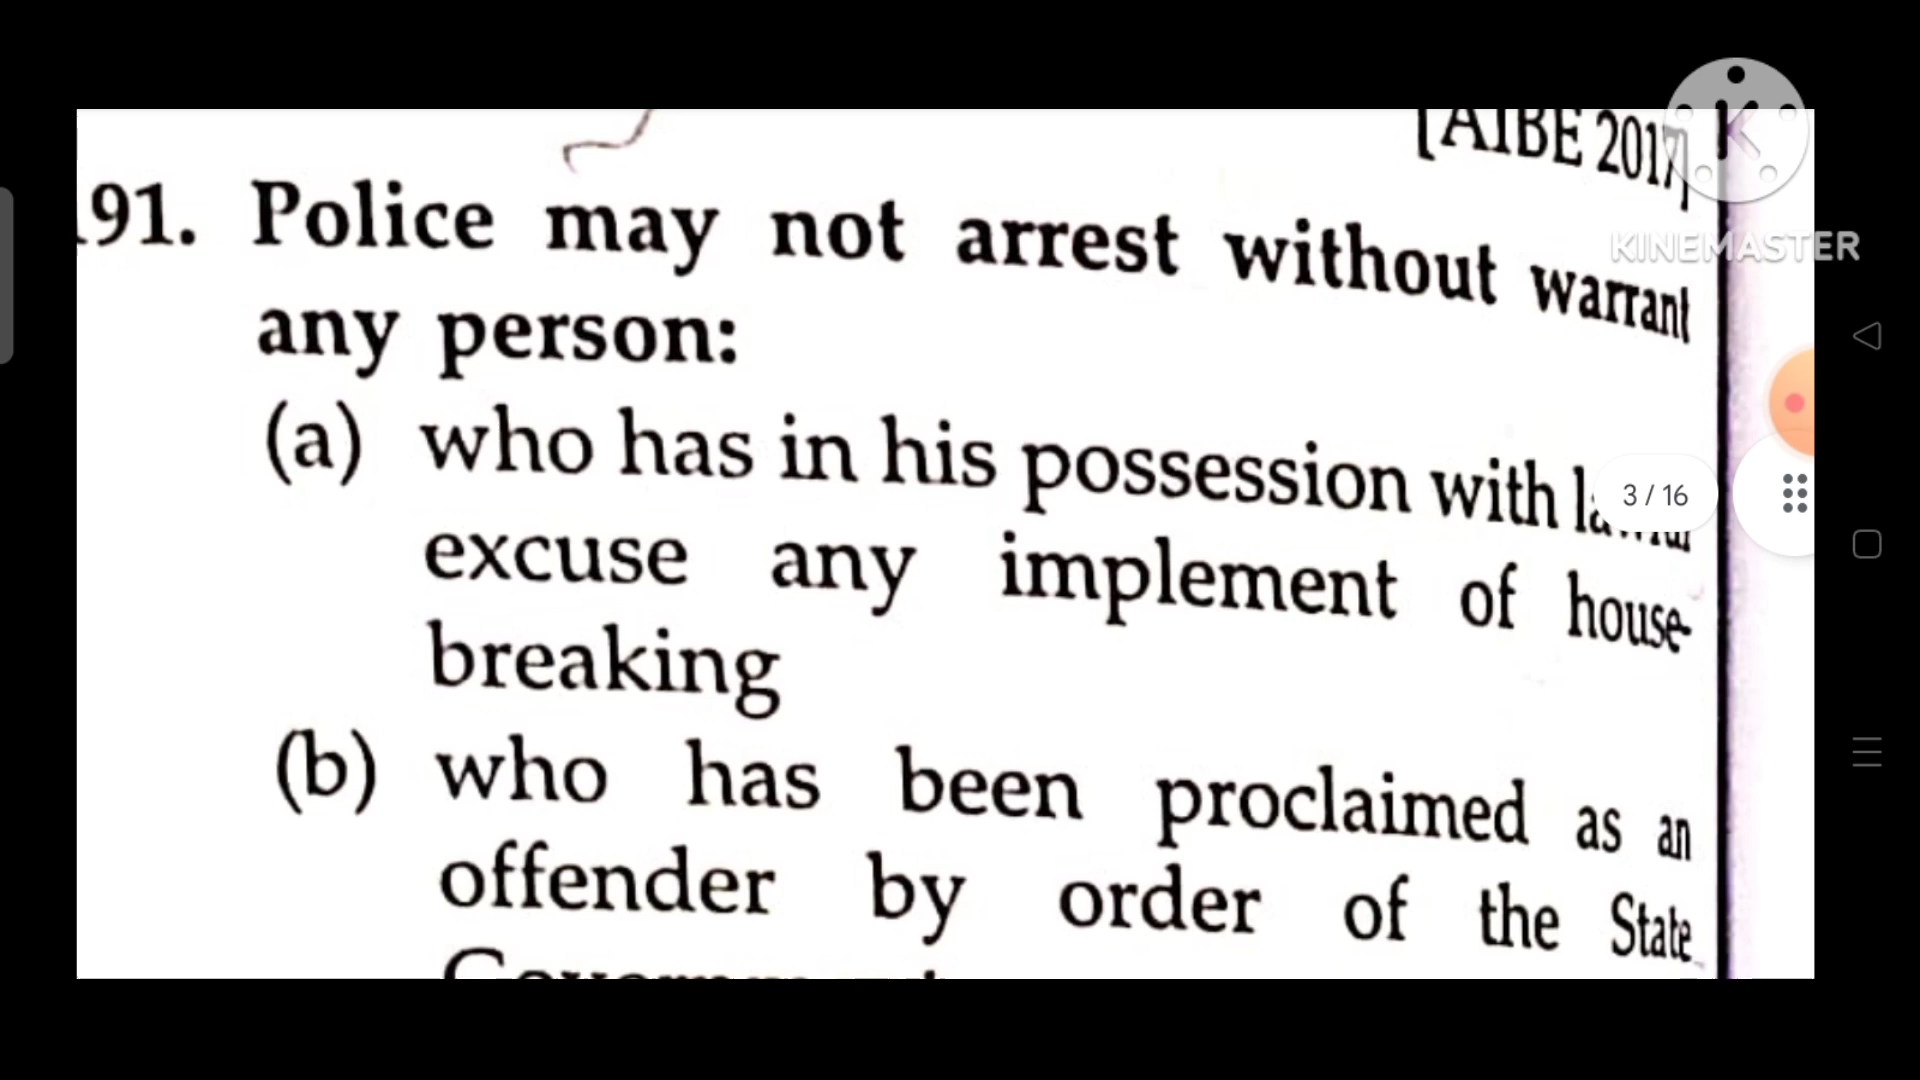 [AIBE 2017]
KINEMASTER
91. Police may not arrest without warrant
any person:
(a) who has in his possession with
3 / 16
excuse any implement of house-
breaking
(b) who has been proclaimed as an
offender by order of the State